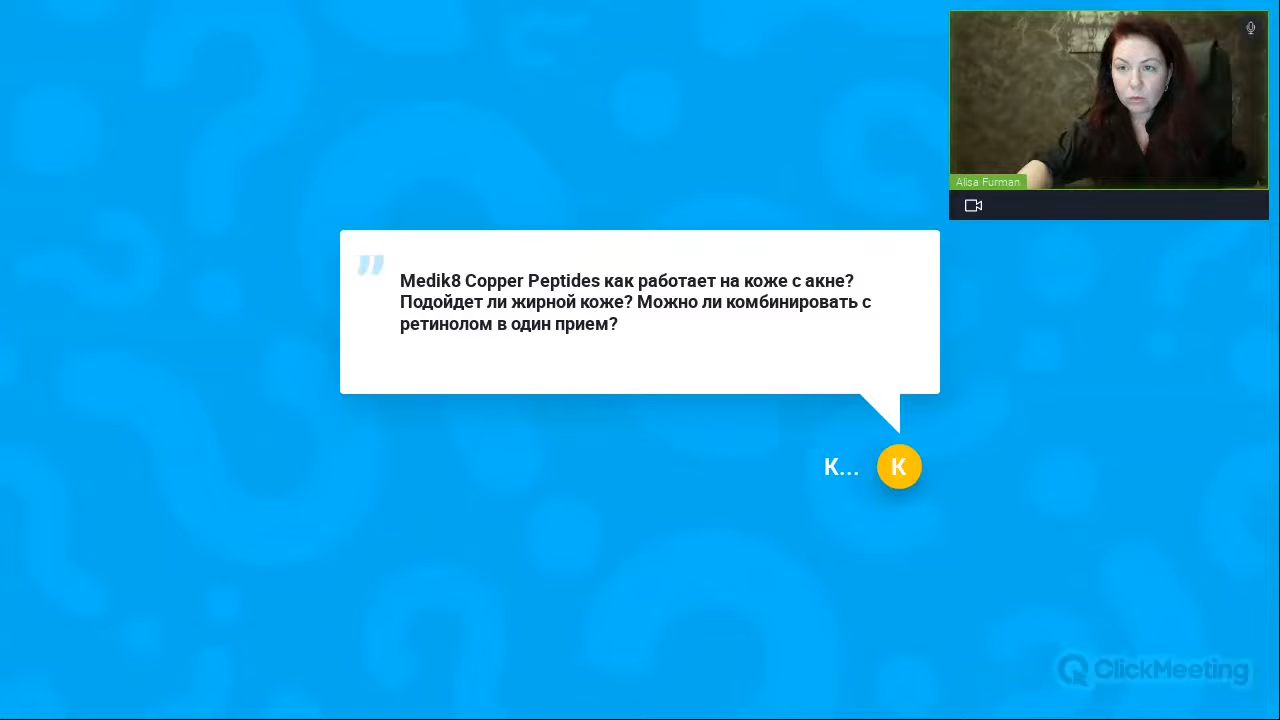 Alisa Furman
Medik8 Copper Peptides как работает на коже с акне?
Подойдет ли жирной коже? Можно ли комбинировать с
ретинолом в один прием?
К... К
ClickMeeting